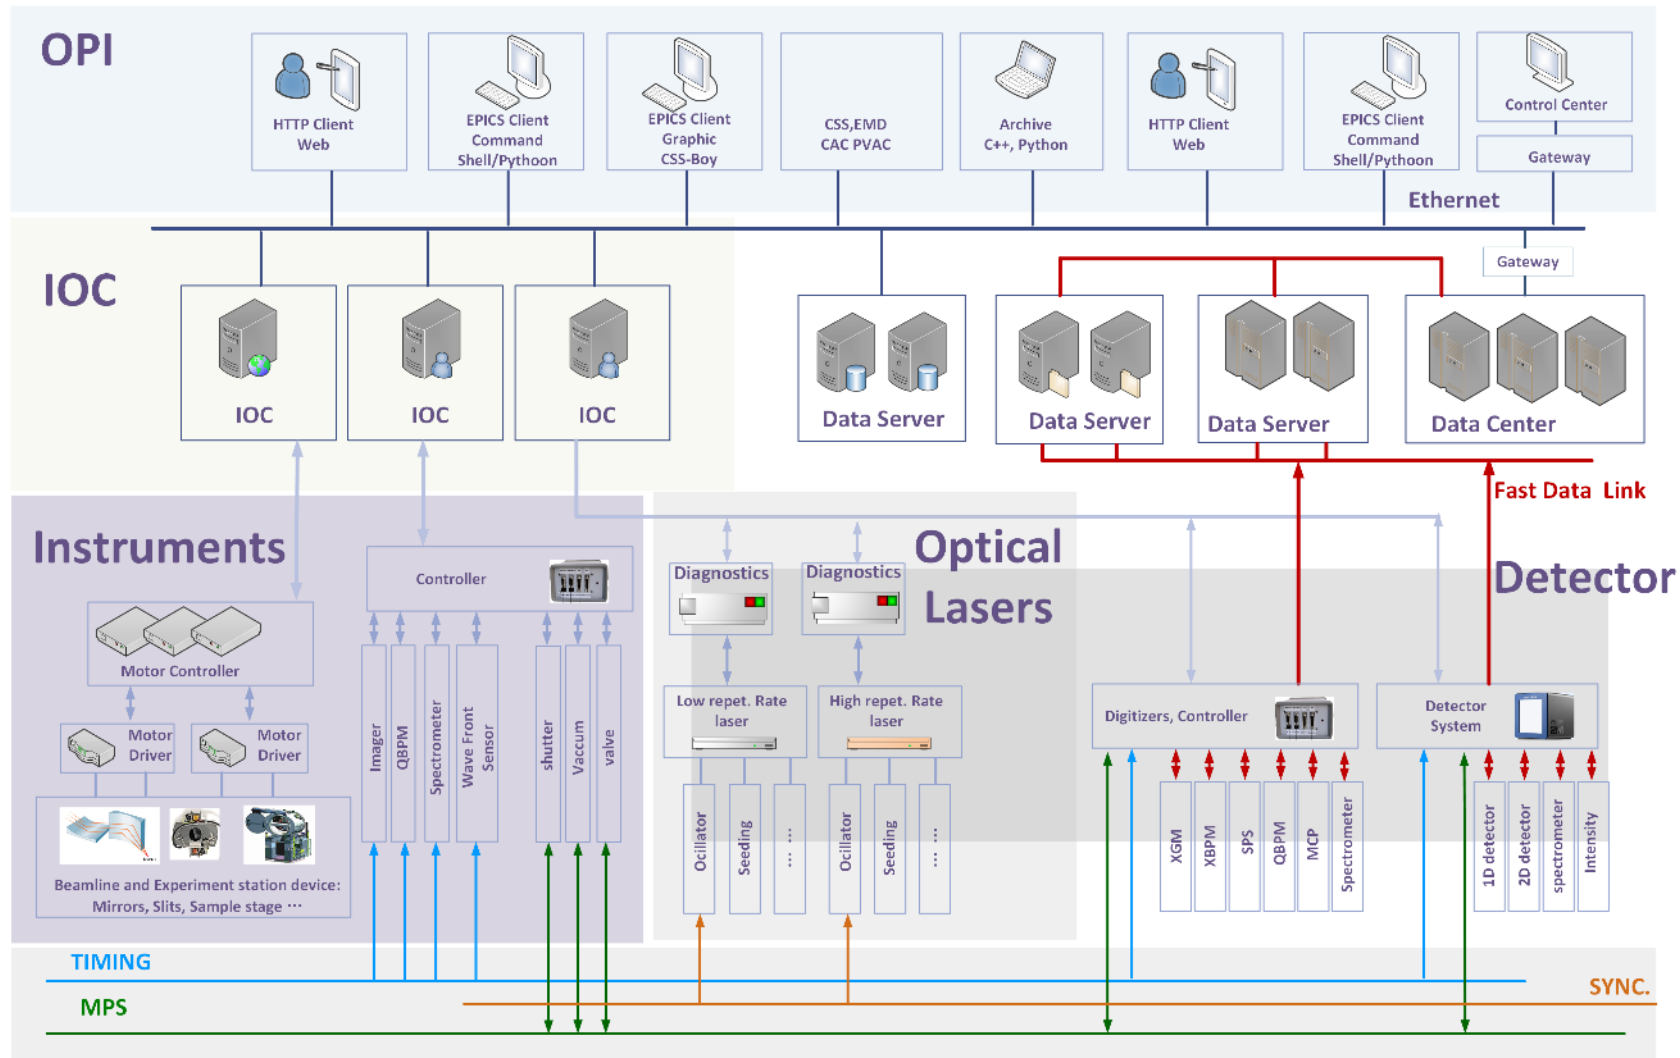 OPI
HTTP Client
Web
EPICS Client
Command
Shell/Pythoon
EPICS Client
Graphic
CSS-Boy
CSS,EMD
CAC PVAC
Archive
C++, Python
HTTP Client
Web
EPICS Client
Command
Shell/Pythoon
Control Center
Gateway
Ethernet
IOC
IOC
IOC
IOC
Data Server
Data Server
Data Server
Gateway
Data Center
Fast Data Link
Instruments
Controller
Motor Controller
Motor
Driver
Motor
Driver
Beamline and Experiment station device:
Mirrors, Slits, Sample stage ...
Imager
QBPM
Spectrometer
Wave Front
Sensor
shutter
Vaccum
valve
Optical
Lasers
Diagnostics
Diagnostics
Low repet. Rate
laser
High repet. Rate
laser
Ocillator
Seeding
... ...
Ocillator
Seeding
... ...
Detector
Digitizers, Controller
Detector
System
XGM
XBPM
SPS
QBPM
MCP
Spectrometer
1D detector
2D detector
spectrometer
Intensity
TIMING
SYNC.
MPS